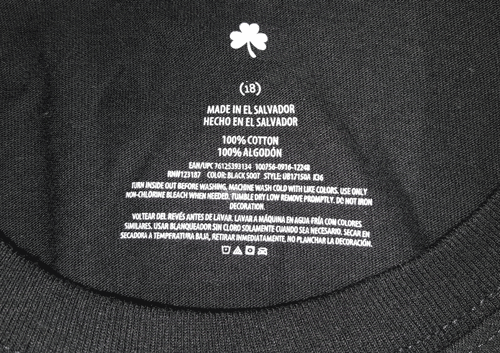 (18)
MADE IN EL SALVADOR
HECHO EN EL SALVADOR
100% COTTON
100% ALGODÓN
EAN/UPC 76125393134 100756-0916-1224B
RN#123187 COLOR: BLACK SOOT STYLE: UB171S0A E36
TURN INSIDE OUT BEFORE WASHING, MACHINE WASH COLD WITH LIKE COLORS. USE ONLY
NON-CHLORINE BLEACH WHEN NEEDED. TUMBLE DRY LOW REMOVE PROMPTLY. DO NOT IRON
DECORATION.
VOLTEAR DEL REVÉS ANTES DE LAVAR. LAVAR A MÁQUINA EN AGUA FRÍA CON COLORES
SIMILARES. USAR BLANQUEADOR SIN CLORO SOLAMENTE CUANDO SEA NECESARIO. SECAR EN
SECADORA A TEMPERATURA BAJA, RETIRAR INMEDIATAMENTE. NO PLANCHAR LA DECORACIÓN.